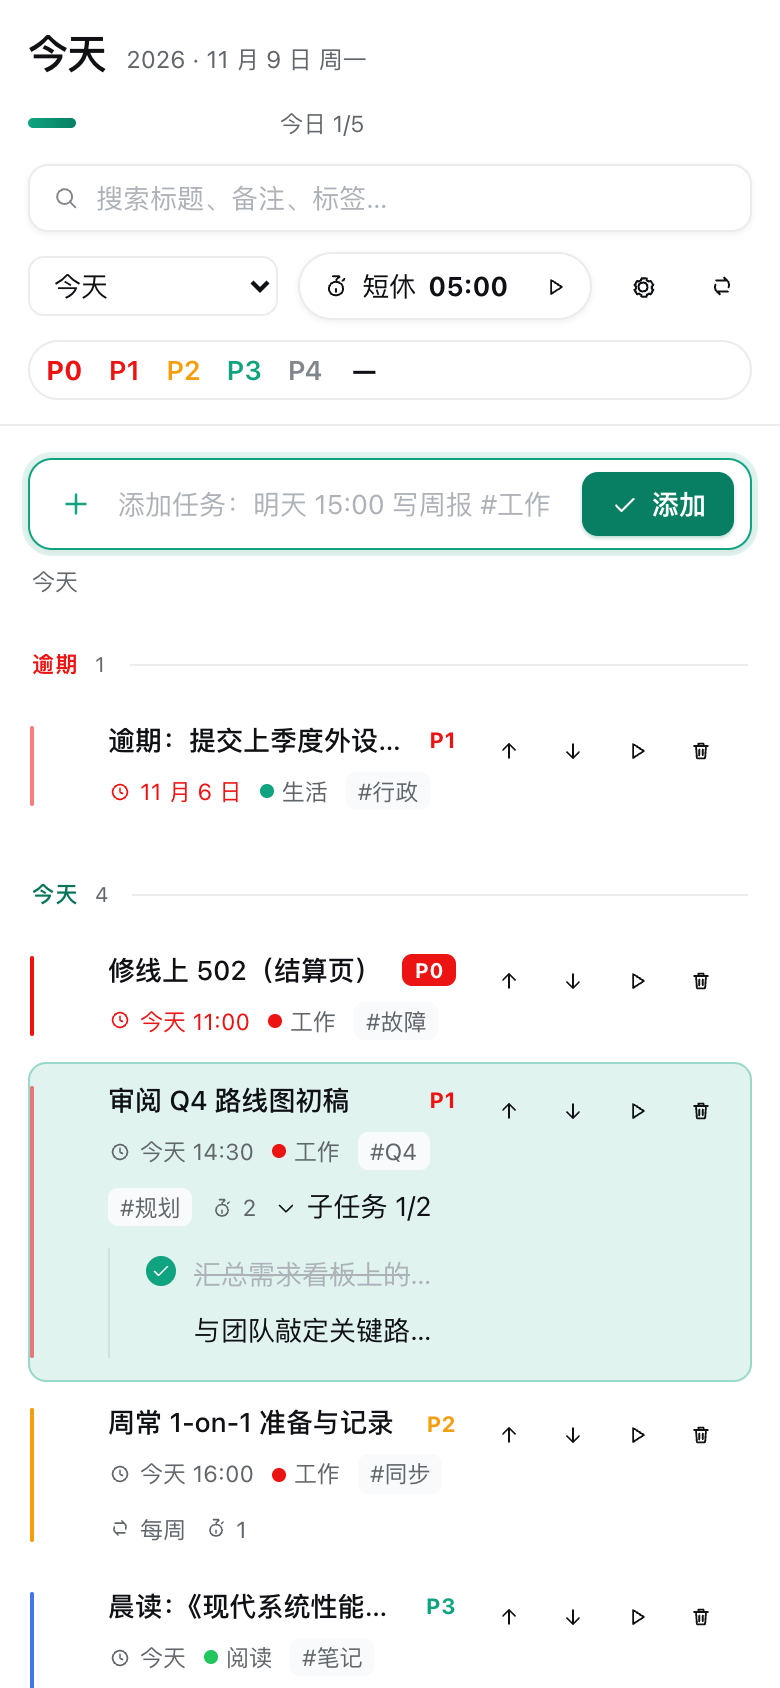 今天 2026 · 11 月 9 日 周一
今日 1/5
搜索标题、备注、标签...
今天 短休 05:00
P0 P1 P2 P3 P4 —
添加任务：明天 15:00 写周报 #工作 添加
今天
逾期 1
逾期：提交上季度外设... P1
11 月 6 日 生活 #行政
今天 4
修线上 502（结算页） P0
今天 11:00 工作 #故障
审阅 Q4 路线图初稿 P1
今天 14:30 工作 #Q4
#规划 2 子任务 1/2
汇总需求看板上的...
与团队敲定关键路...
周常 1-on-1 准备与记录 P2
今天 16:00 工作 #同步
每周 1
晨读：《现代系统性能... P3
今天 阅读 #笔记